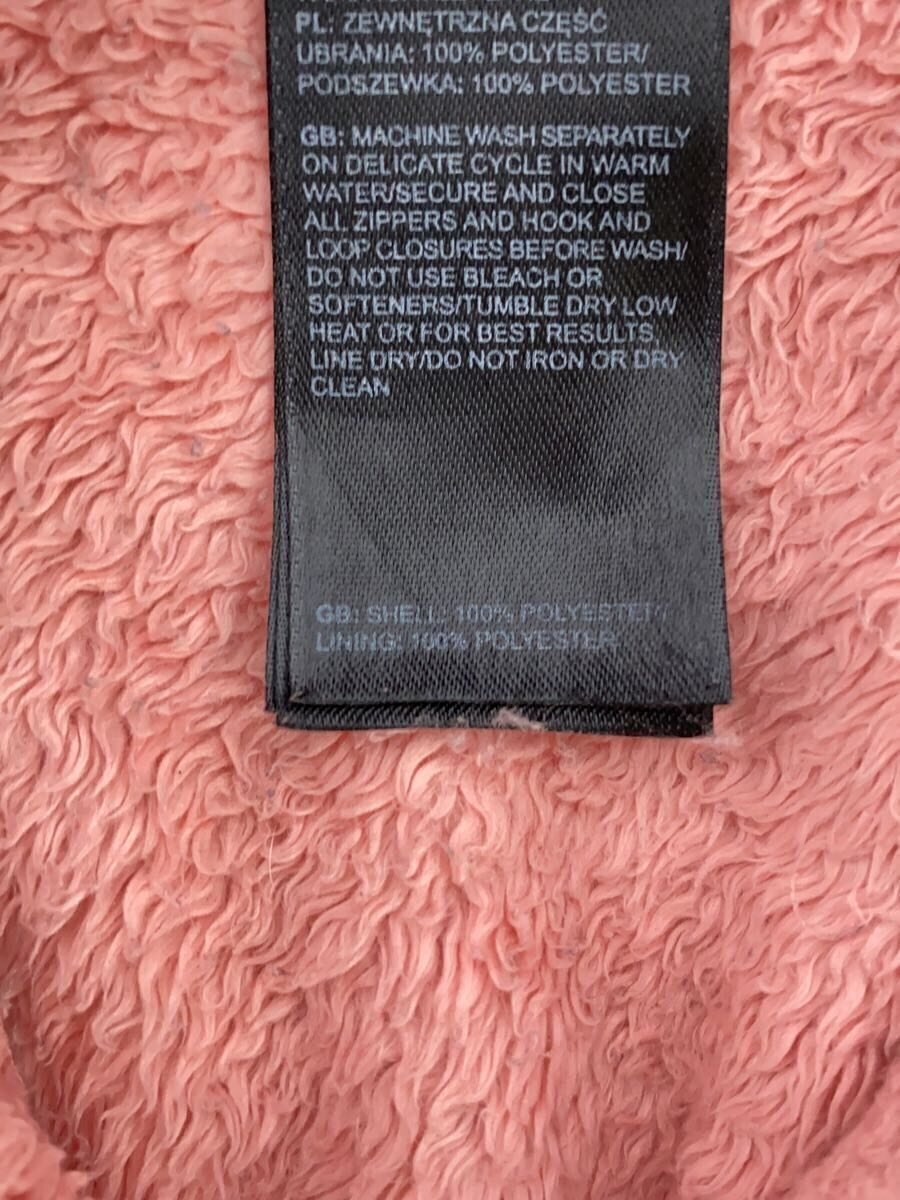 PL: ZEWNĘTRZNA CZĘŚĆ
UBRANIA: 100% POLYESTER/
PODSZEWKA: 100% POLYESTER
GB: MACHINE WASH SEPARATELY
ON DELICATE CYCLE IN WARM
WATER/SECURE AND CLOSE
ALL ZIPPERS AND HOOK AND
LOOP CLOSURES BEFORE WASH/
DO NOT USE BLEACH OR
SOFTENERS/TUMBLE DRY LOW
HEAT OR FOR BEST RESULTS,
LINE DRY/DO NOT IRON OR DRY
CLEAN
GB: SHELL: 100% POLYESTER/
LINING: 100% POLYESTER